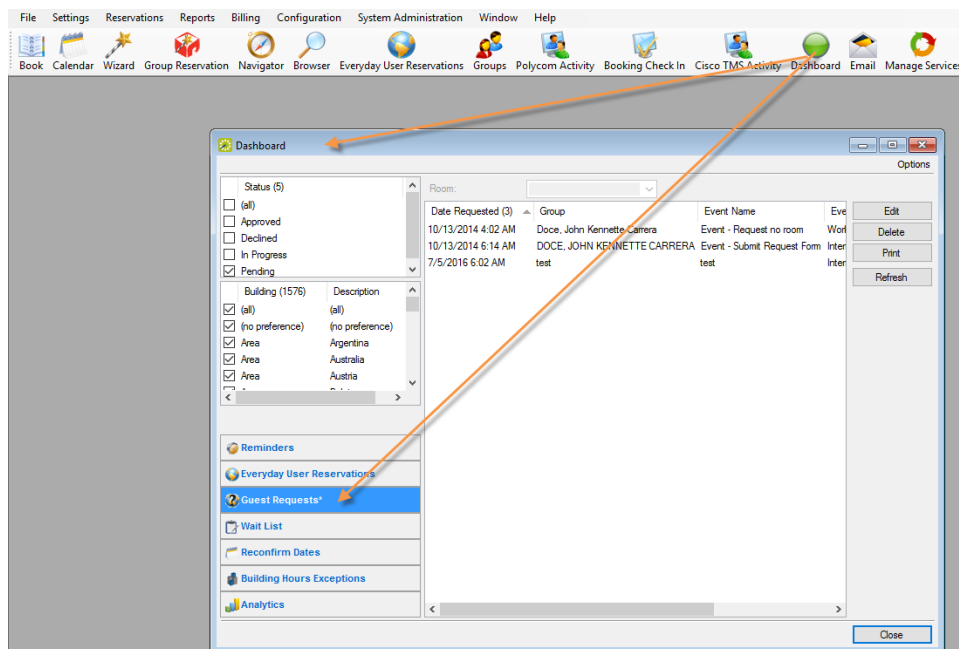 File Settings Reservations Reports Billing Configuration System Administration Window Help
Book Calendar Wizard Group Reservation Navigator Browser Everyday User Reservations Groups Polycom Activity Booking Check In Cisco TMS Activity Dashboard Email Manage Services
Dashboard
Options
Status (5)
(all)
Approved
Declined
In Progress
Pending
Building (1576) Description
(all) (all)
(no preference) (no preference)
Area Argentina
Area Australia
Area Austria
Room:
Date Requested (3) Group Event Name Eve
10/13/2014 4:02 AM Doce, John Kennette Carrera Event - Request no room Worl
10/13/2014 6:14 AM DOCE, JOHN KENNETTE CARRERA Event - Submit Request Form Inter
7/5/2016 6:02 AM test test Inter
Edit
Delete
Print
Refresh
Reminders
Everyday User Reservations
Guest Requests*
Wait List
Reconfirm Dates
Building Hours Exceptions
Analytics
Close